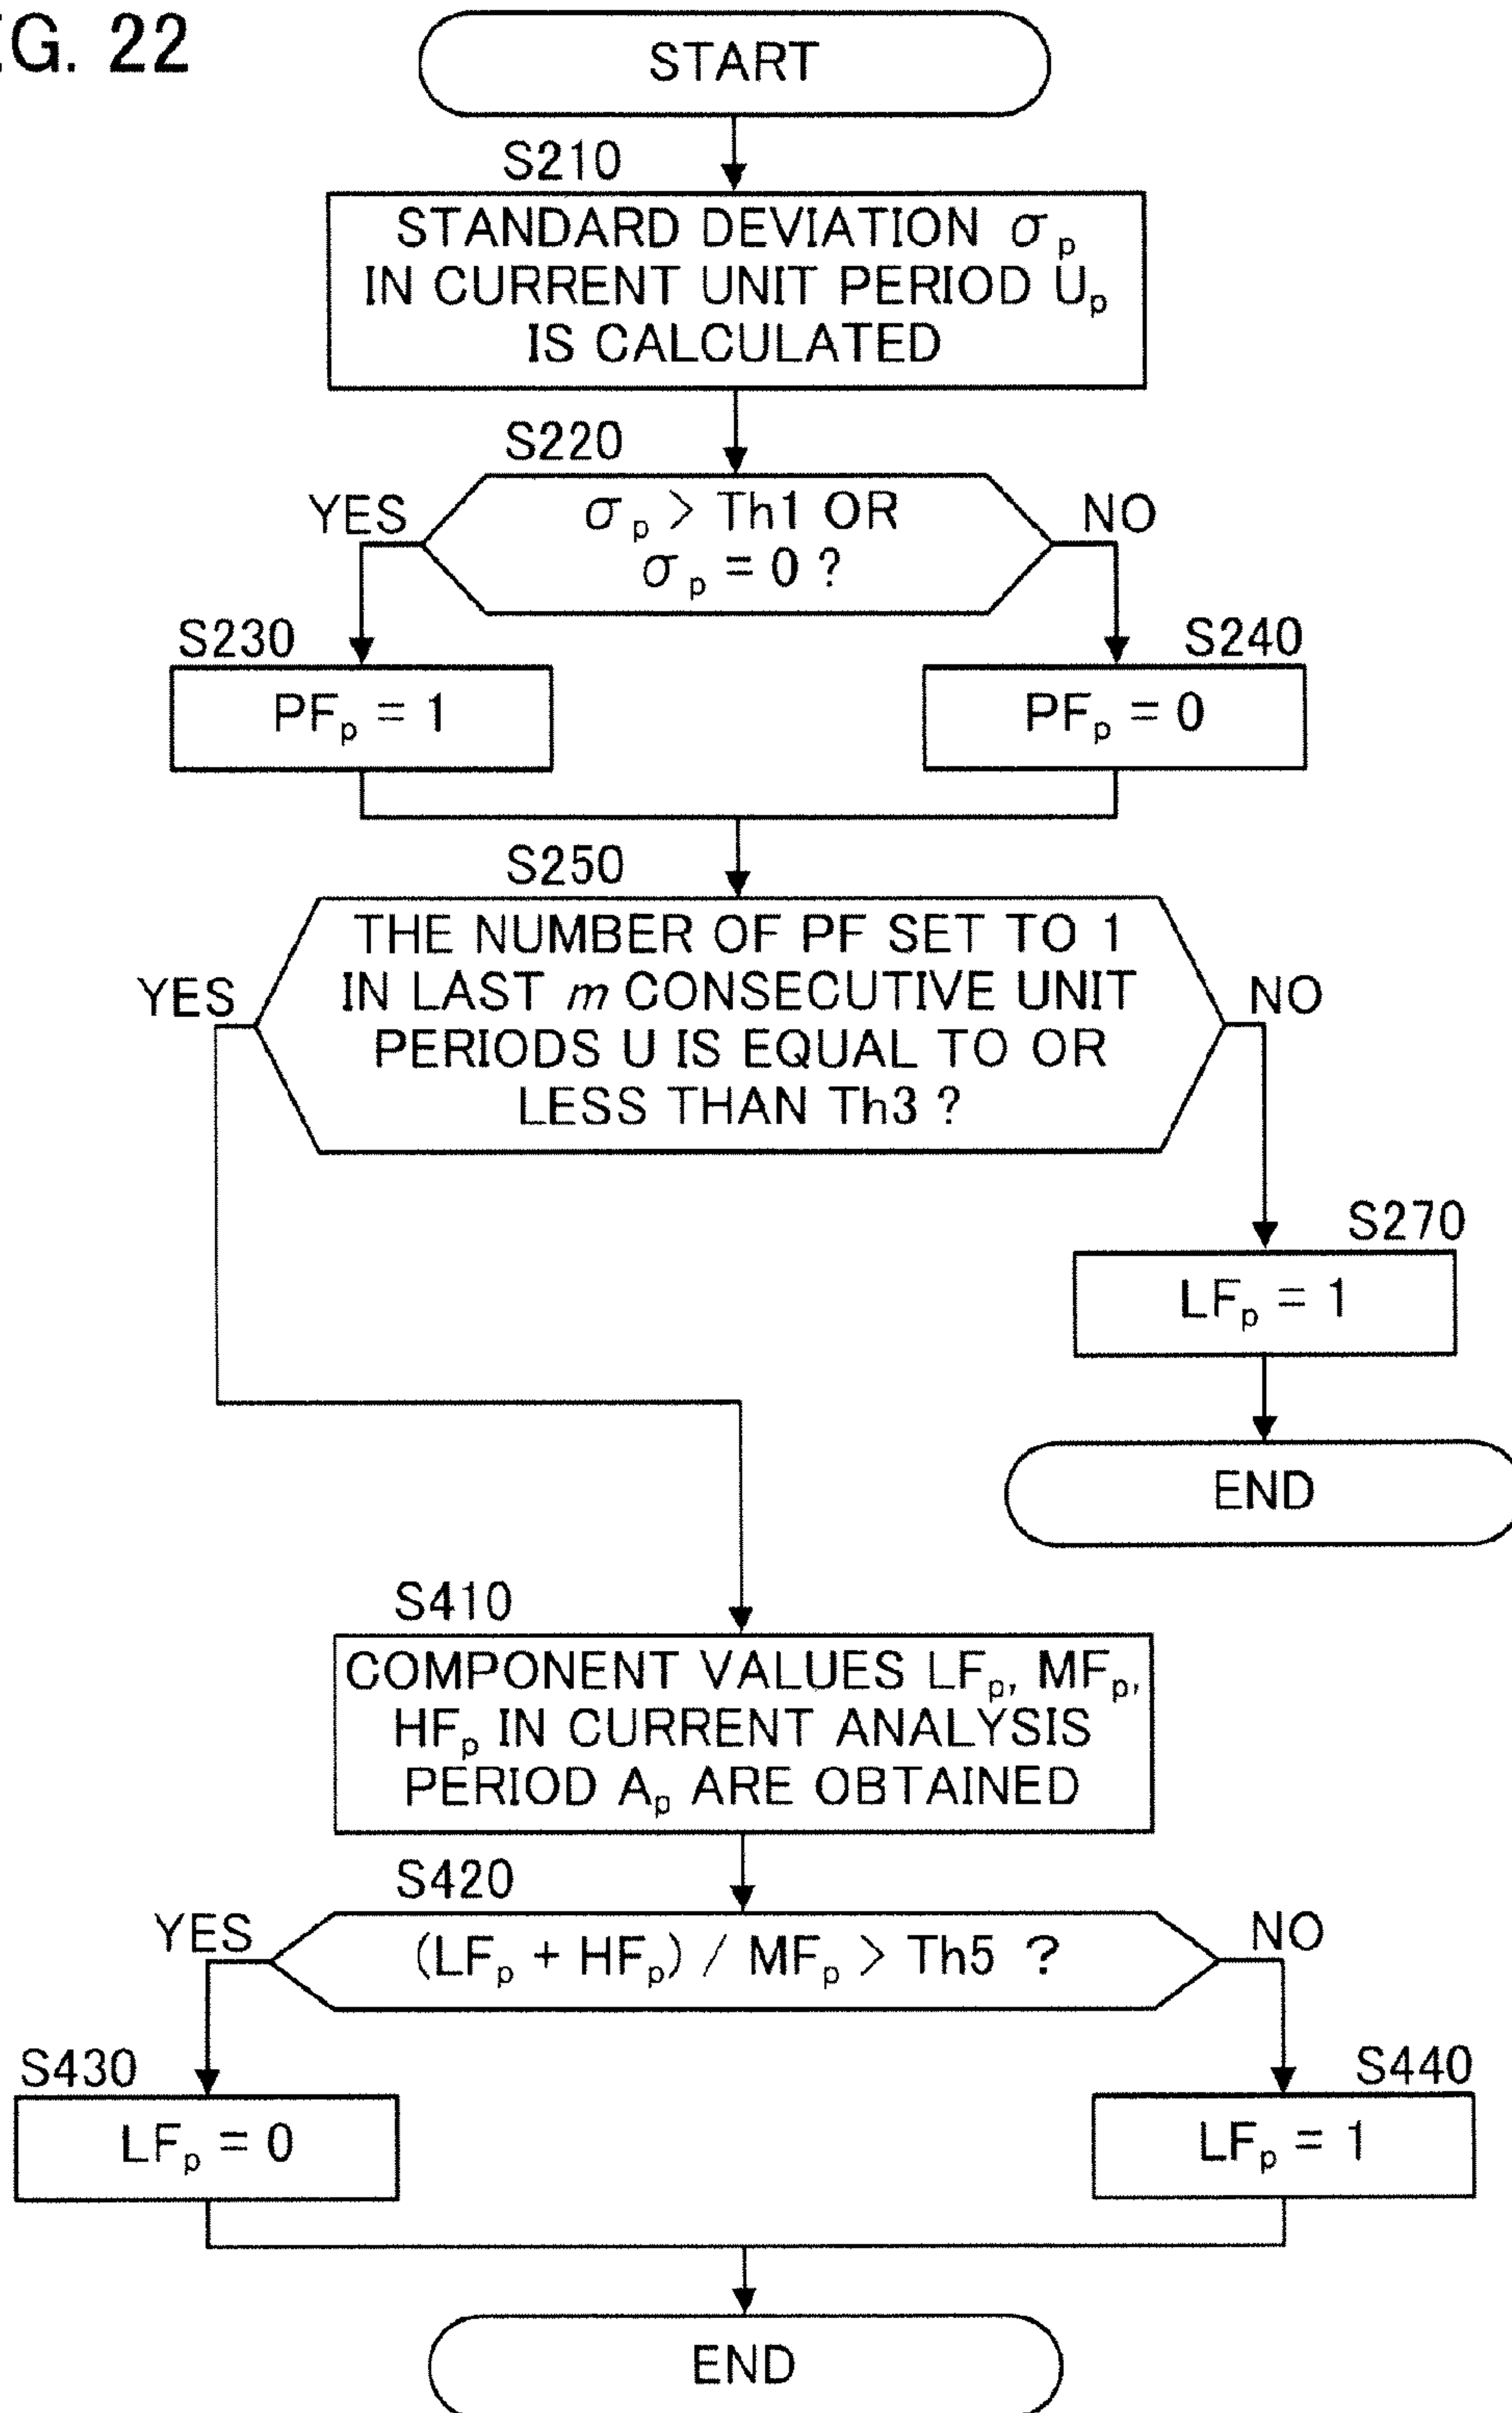 G. 22
START
S210
STANDARD DEVIATION σp
IN CURRENT UNIT PERIOD Up
IS CALCULATED
S220
YES
σp > Th1 OR
σp = 0 ?
NO
S230
PFp = 1
S240
PFp = 0
S250
YES
THE NUMBER OF PF SET TO 1
IN LAST m CONSECUTIVE UNIT
PERIODS U IS EQUAL TO OR
LESS THAN Th3 ?
NO
S270
LFp = 1
END
S410
COMPONENT VALUES LFp, MFp,
HFp IN CURRENT ANALYSIS
PERIOD Ap ARE OBTAINED
S420
YES
(LFp + HFp) / MFp > Th5 ?
NO
S430
LFp = 0
S440
LFp = 1
END